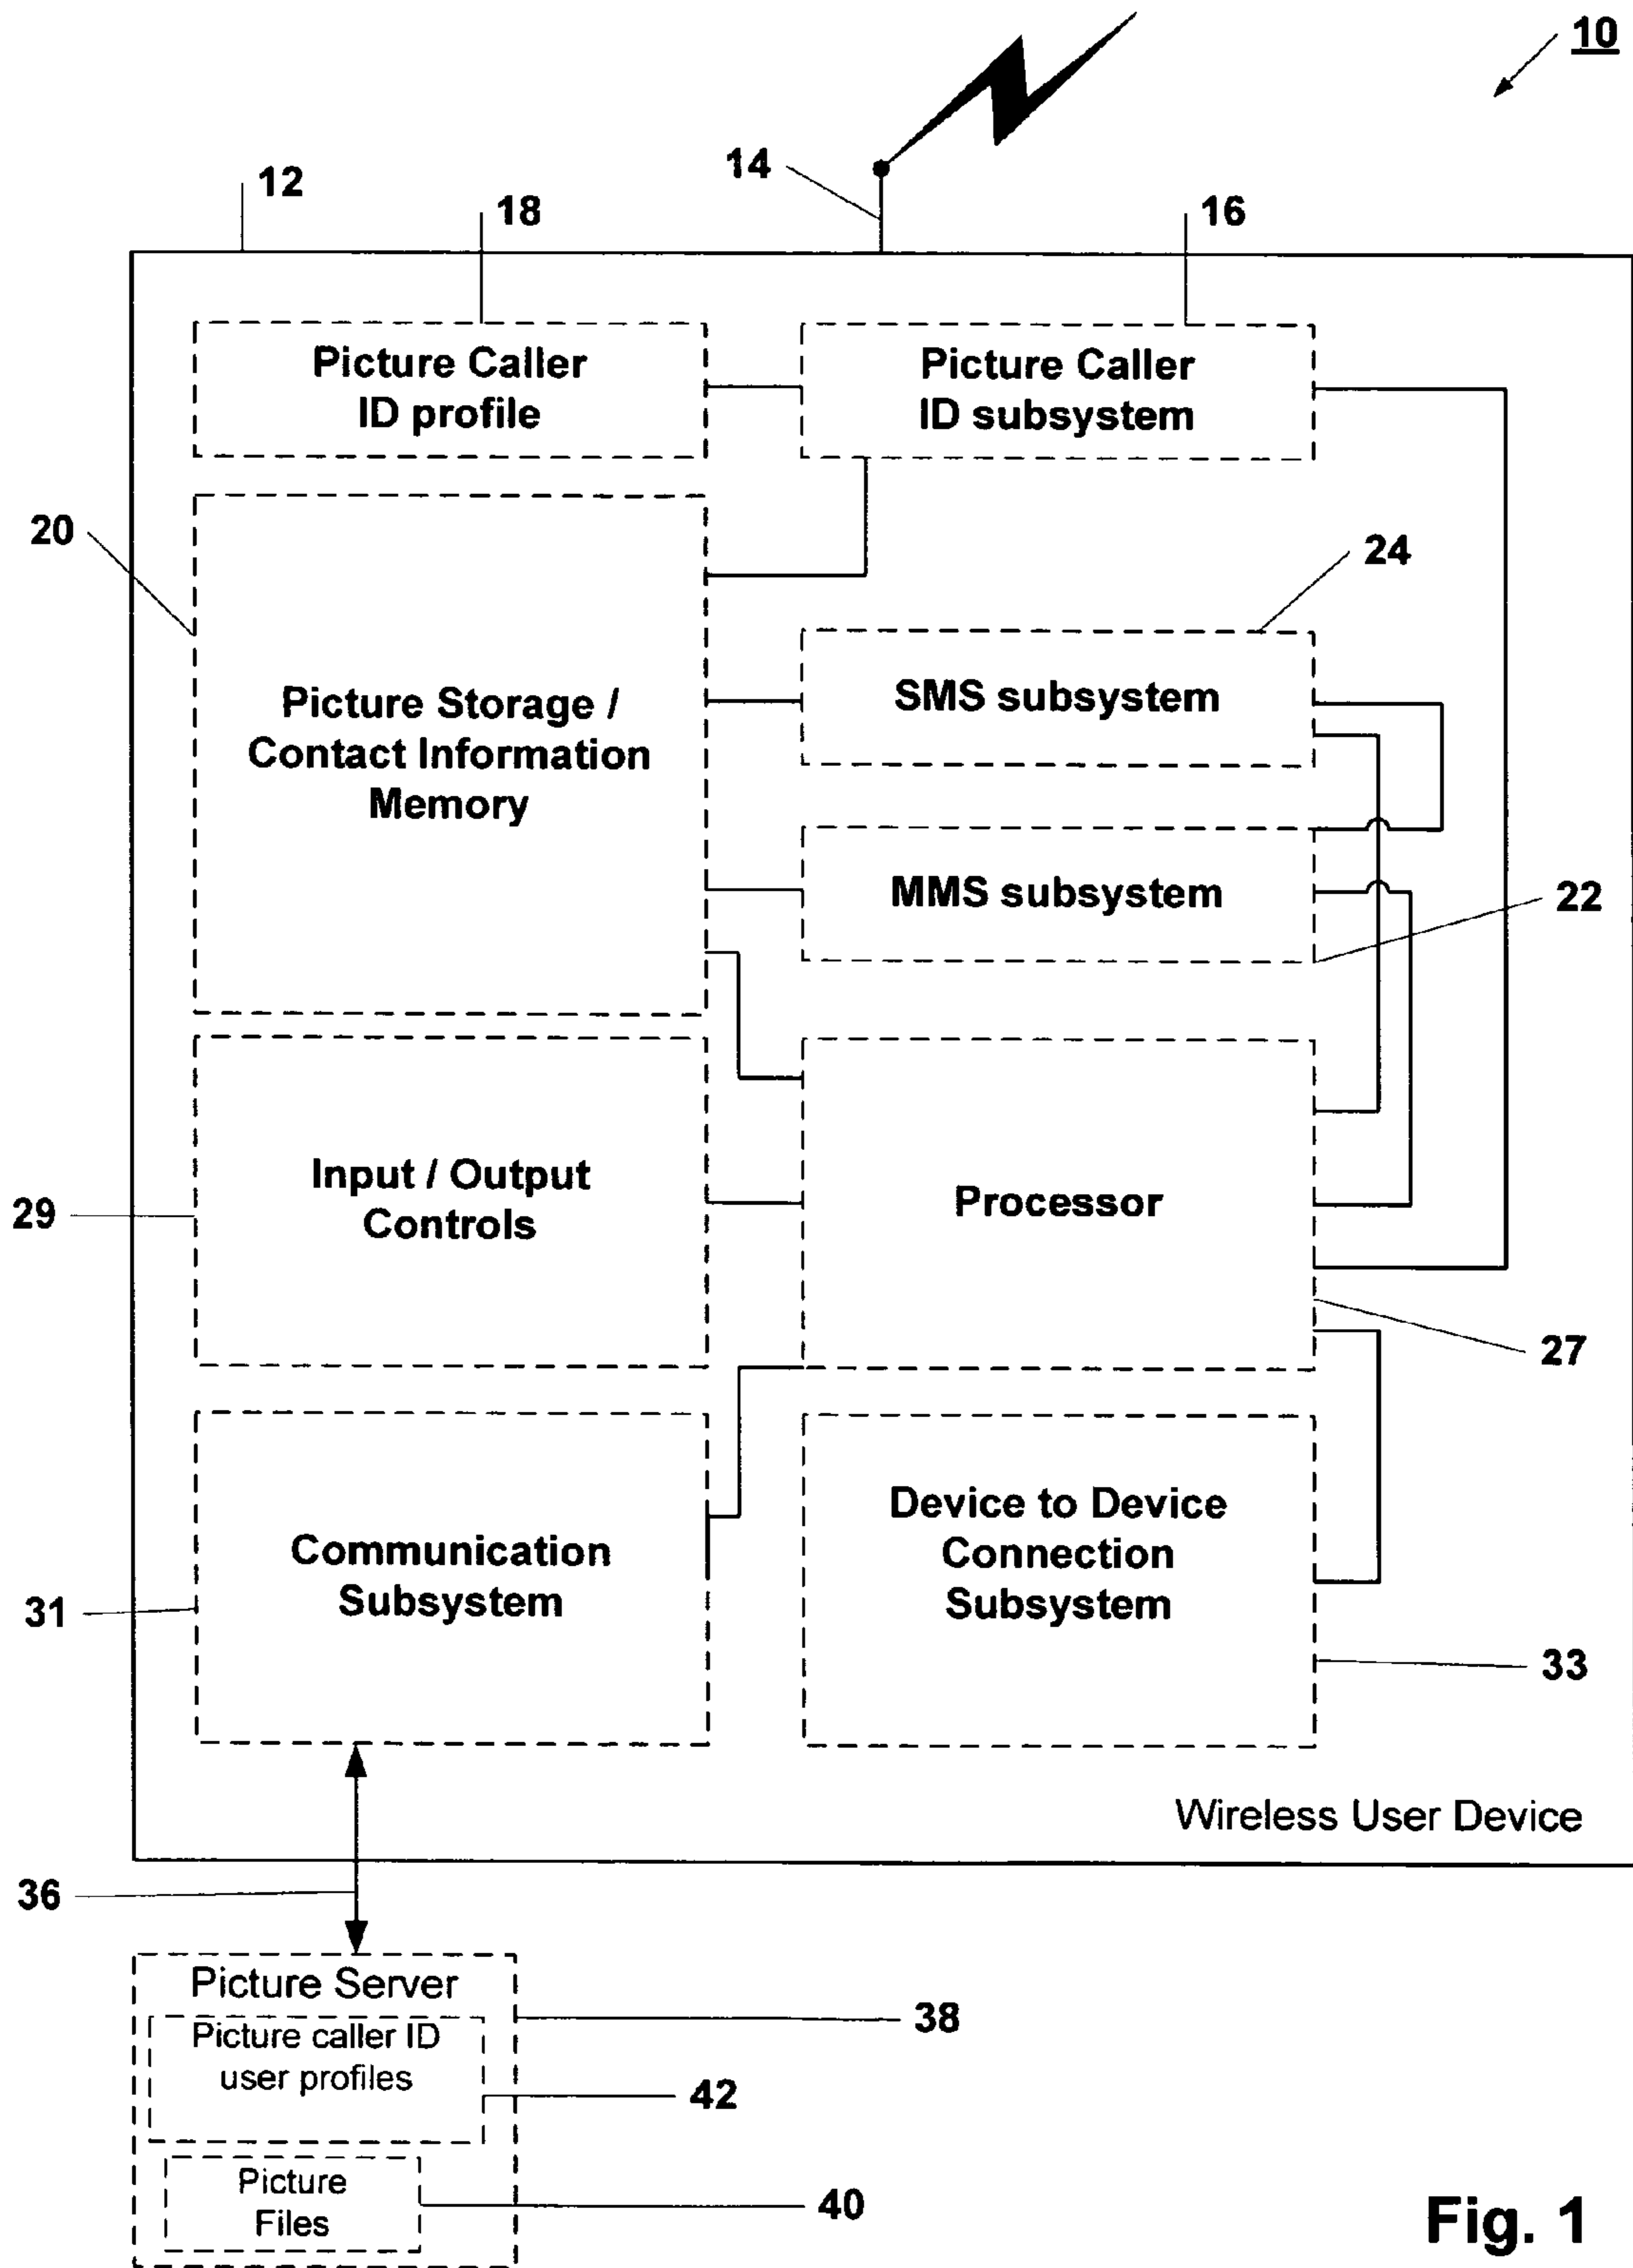 10
14
12
18
16
Picture Caller
ID profile
Picture Caller
ID subsystem
20
24
Picture Storage /
Contact Information
Memory
SMS subsystem
MMS subsystem
22
Input / Output
Controls
29
Processor
27
Communication
Subsystem
31
Device to Device
Connection
Subsystem
33
Wireless User Device
36
Picture Server
38
Picture caller ID
user profiles
42
Picture
Files
40
Fig. 1